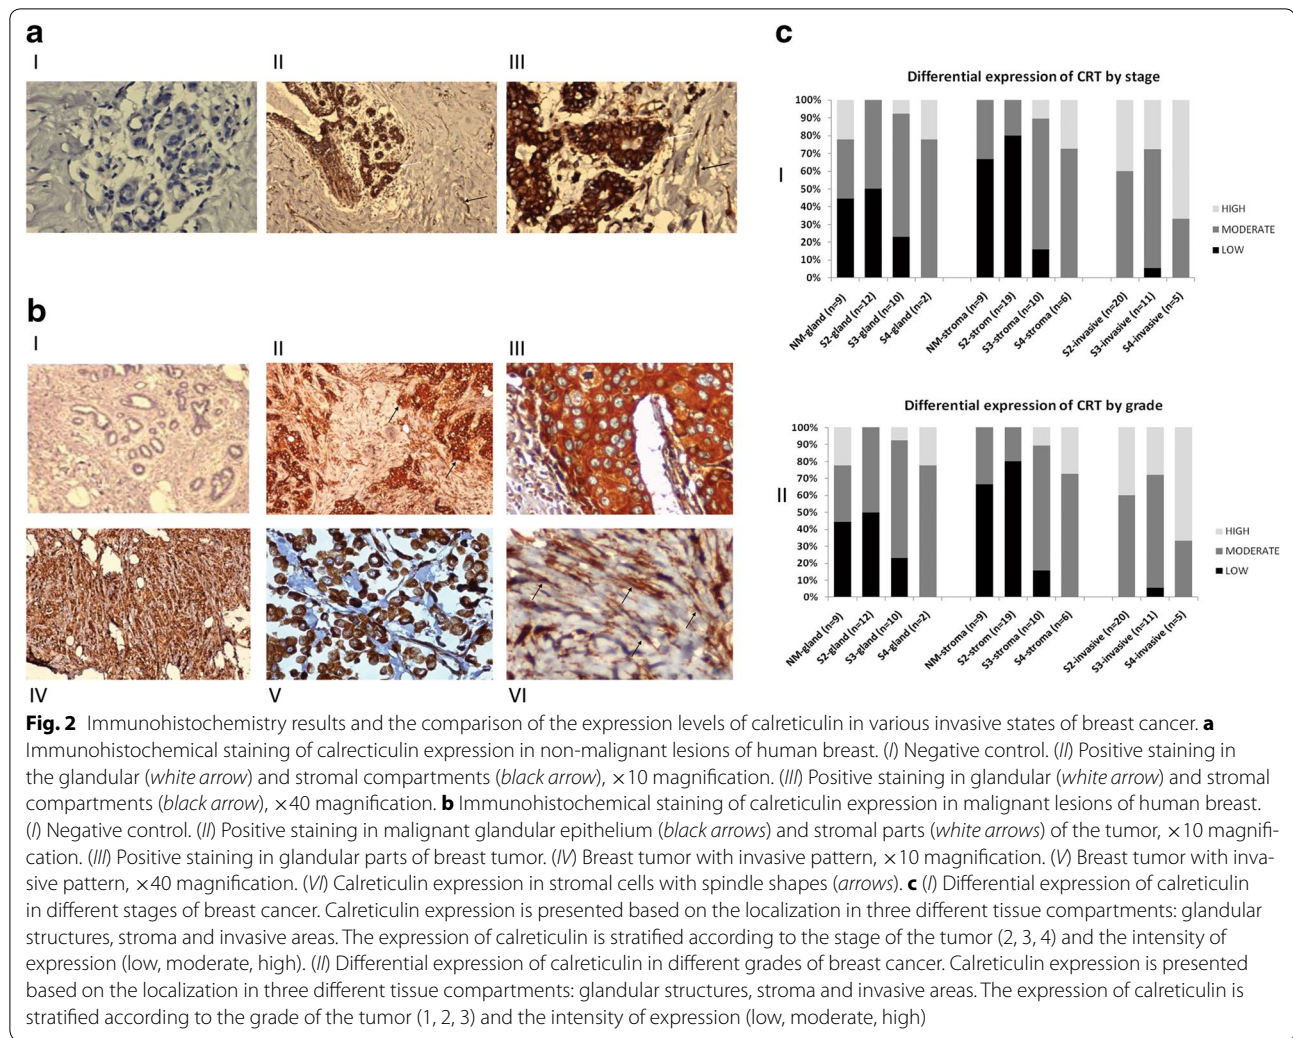 a
I
II
III
b
I
II
III
IV
V
VI
c
Differential expression of CRT by stage
I
100%
90%
80%
70%
60%
50%
40%
30%
20%
10%
0%
HIGH
MODERATE
LOW
NM-gland (n=9)
S2-gland (n=12)
S3-gland (n=10)
S4-gland (n=2)
NM-stroma (n=9)
S2-strom (n=19)
S3-stroma (n=10)
S4-stroma (n=6)
S2-invasive (n=20)
S3-invasive (n=11)
S4-invasive (n=5)
Differential expression of CRT by grade
II
100%
90%
80%
70%
60%
50%
40%
30%
20%
10%
0%
HIGH
MODERATE
LOW
NM-gland (n=9)
S2-gland (n=12)
S3-gland (n=10)
S4-gland (n=2)
NM-stroma (n=9)
S2-stroma (n=19)
S3-stroma (n=10)
S4-stroma (n=6)
S2-invasive (n=20)
S3-invasive (n=11)
S4-invasive (n=5)
Fig. 2 Immunohistochemistry results and the comparison of the expression levels of calreticulin in various invasive states of breast cancer. a
Immunohistochemical staining of calrecticulin expression in non-malignant lesions of human breast. (I) Negative control. (II) Positive staining in
the glandular (white arrow) and stromal compartments (black arrow), ×10 magnification. (III) Positive staining in glandular (white arrow) and stromal
compartments (black arrow), ×40 magnification. b Immunohistochemical staining of calreticulin expression in malignant lesions of human breast.
(I) Negative control. (II) Positive staining in malignant glandular epithelium (black arrows) and stromal parts (white arrows) of the tumor, ×10 magnifi-
cation. (III) Positive staining in glandular parts of breast tumor. (IV) Breast tumor with invasive pattern, ×10 magnification. (V) Breast tumor with inva-
sive pattern, ×40 magnification. (VI) Calreticulin expression in stromal cells with spindle shapes (arrows). c (I) Differential expression of calreticulin
in different stages of breast cancer. Calreticulin expression is presented based on the localization in three different tissue compartments: glandular
structures, stroma and invasive areas. The expression of calreticulin is stratified according to the stage of the tumor (2, 3, 4) and the intensity of
expression (low, moderate, high). (II) Differential expression of calreticulin in different grades of breast cancer. Calreticulin expression is presented
based on the localization in three different tissue compartments: glandular structures, stroma and invasive areas. The expression of calreticulin is
stratified according to the grade of the tumor (1, 2, 3) and the intensity of expression (low, moderate, high)